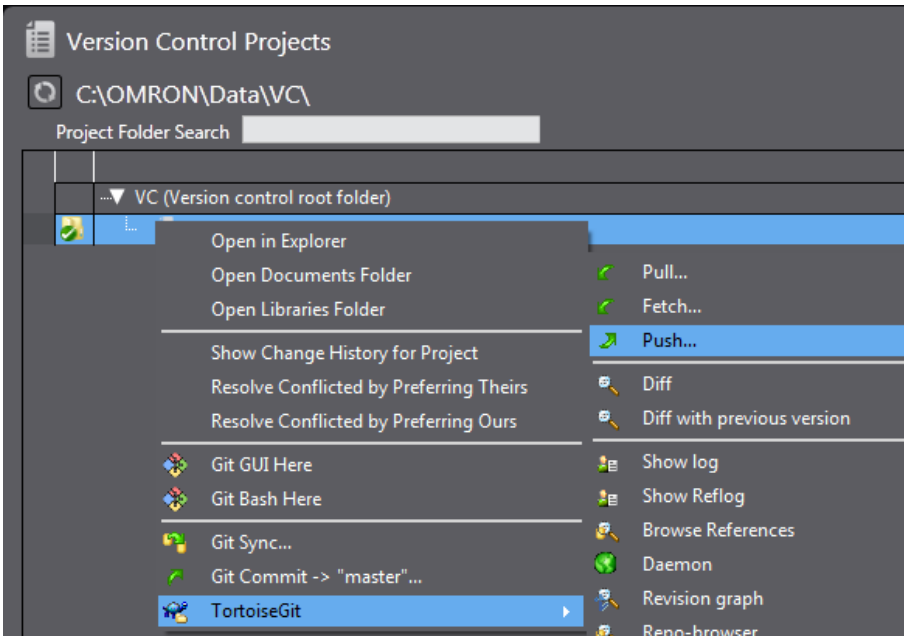 Version Control Projects
C:\OMRON\Data\VC\
Project Folder Search
VC (Version control root folder)
Open in Explorer
Open Documents Folder
Open Libraries Folder
Show Change History for Project
Resolve Conflicted by Preferring Theirs
Resolve Conflicted by Preferring Ours
Git GUI Here
Git Bash Here
Git Sync...
Git Commit -> "master"...
TortoiseGit
Pull...
Fetch...
Push...
Diff
Diff with previous version
Show log
Show Reflog
Browse References
Daemon
Revision graph
Repo-browser